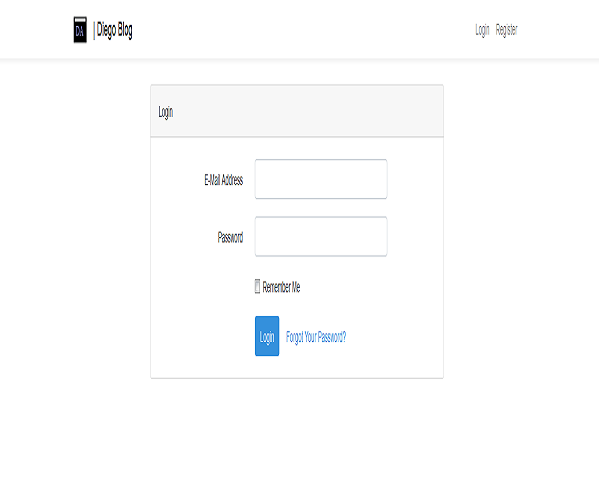 DA | Diego Blog
Login Register
Login
E-Mail Address
Password
Remember Me
Login Forgot Your Password?